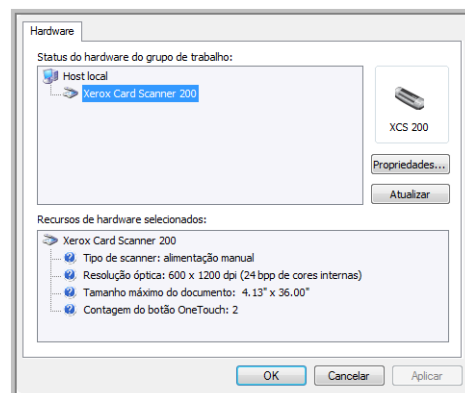 Hardware
Status do hardware do grupo de trabalho:
Host local
Xerox Card Scanner 200
XCS 200
Propriedades...
Atualizar
Recursos de hardware selecionados:
Xerox Card Scanner 200
Tipo de scanner: alimentação manual
Resolução óptica: 600 x 1200 dpi (24 bpp de cores internas)
Tamanho máximo do documento: 4.13" x 36.00"
Contagem do botão OneTouch: 2
OK
Cancelar
Aplicar